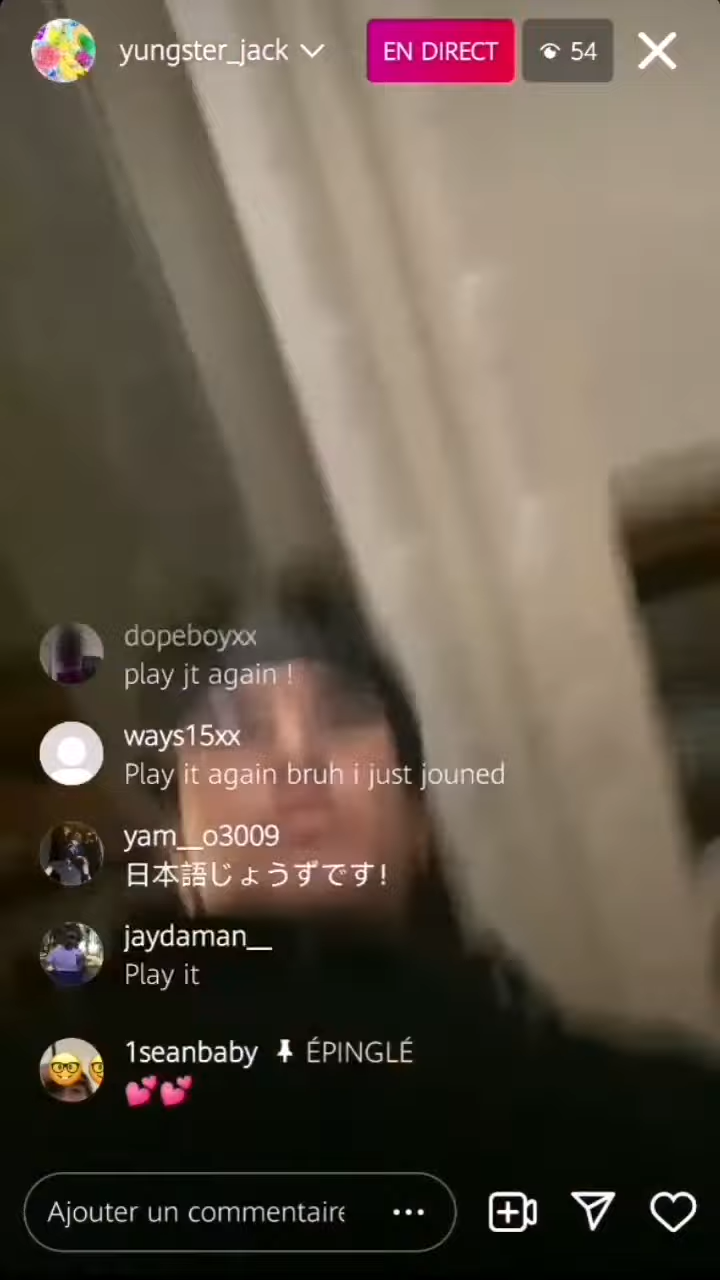 yungster_jack
EN DIRECT
54
dopeboyxx
play jt again !
ways15xx
Play it again bruh i just jouned
yam__o3009
日本語じょうずです!
jaydaman__
Play it
1seanbaby ÉPINGLÉ
💕💕
Ajouter un commentaire